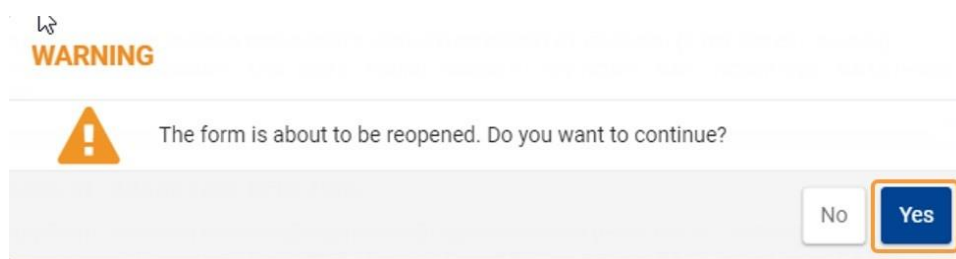 WARNING
The form is about to be reopened. Do you want to continue?
No
Yes